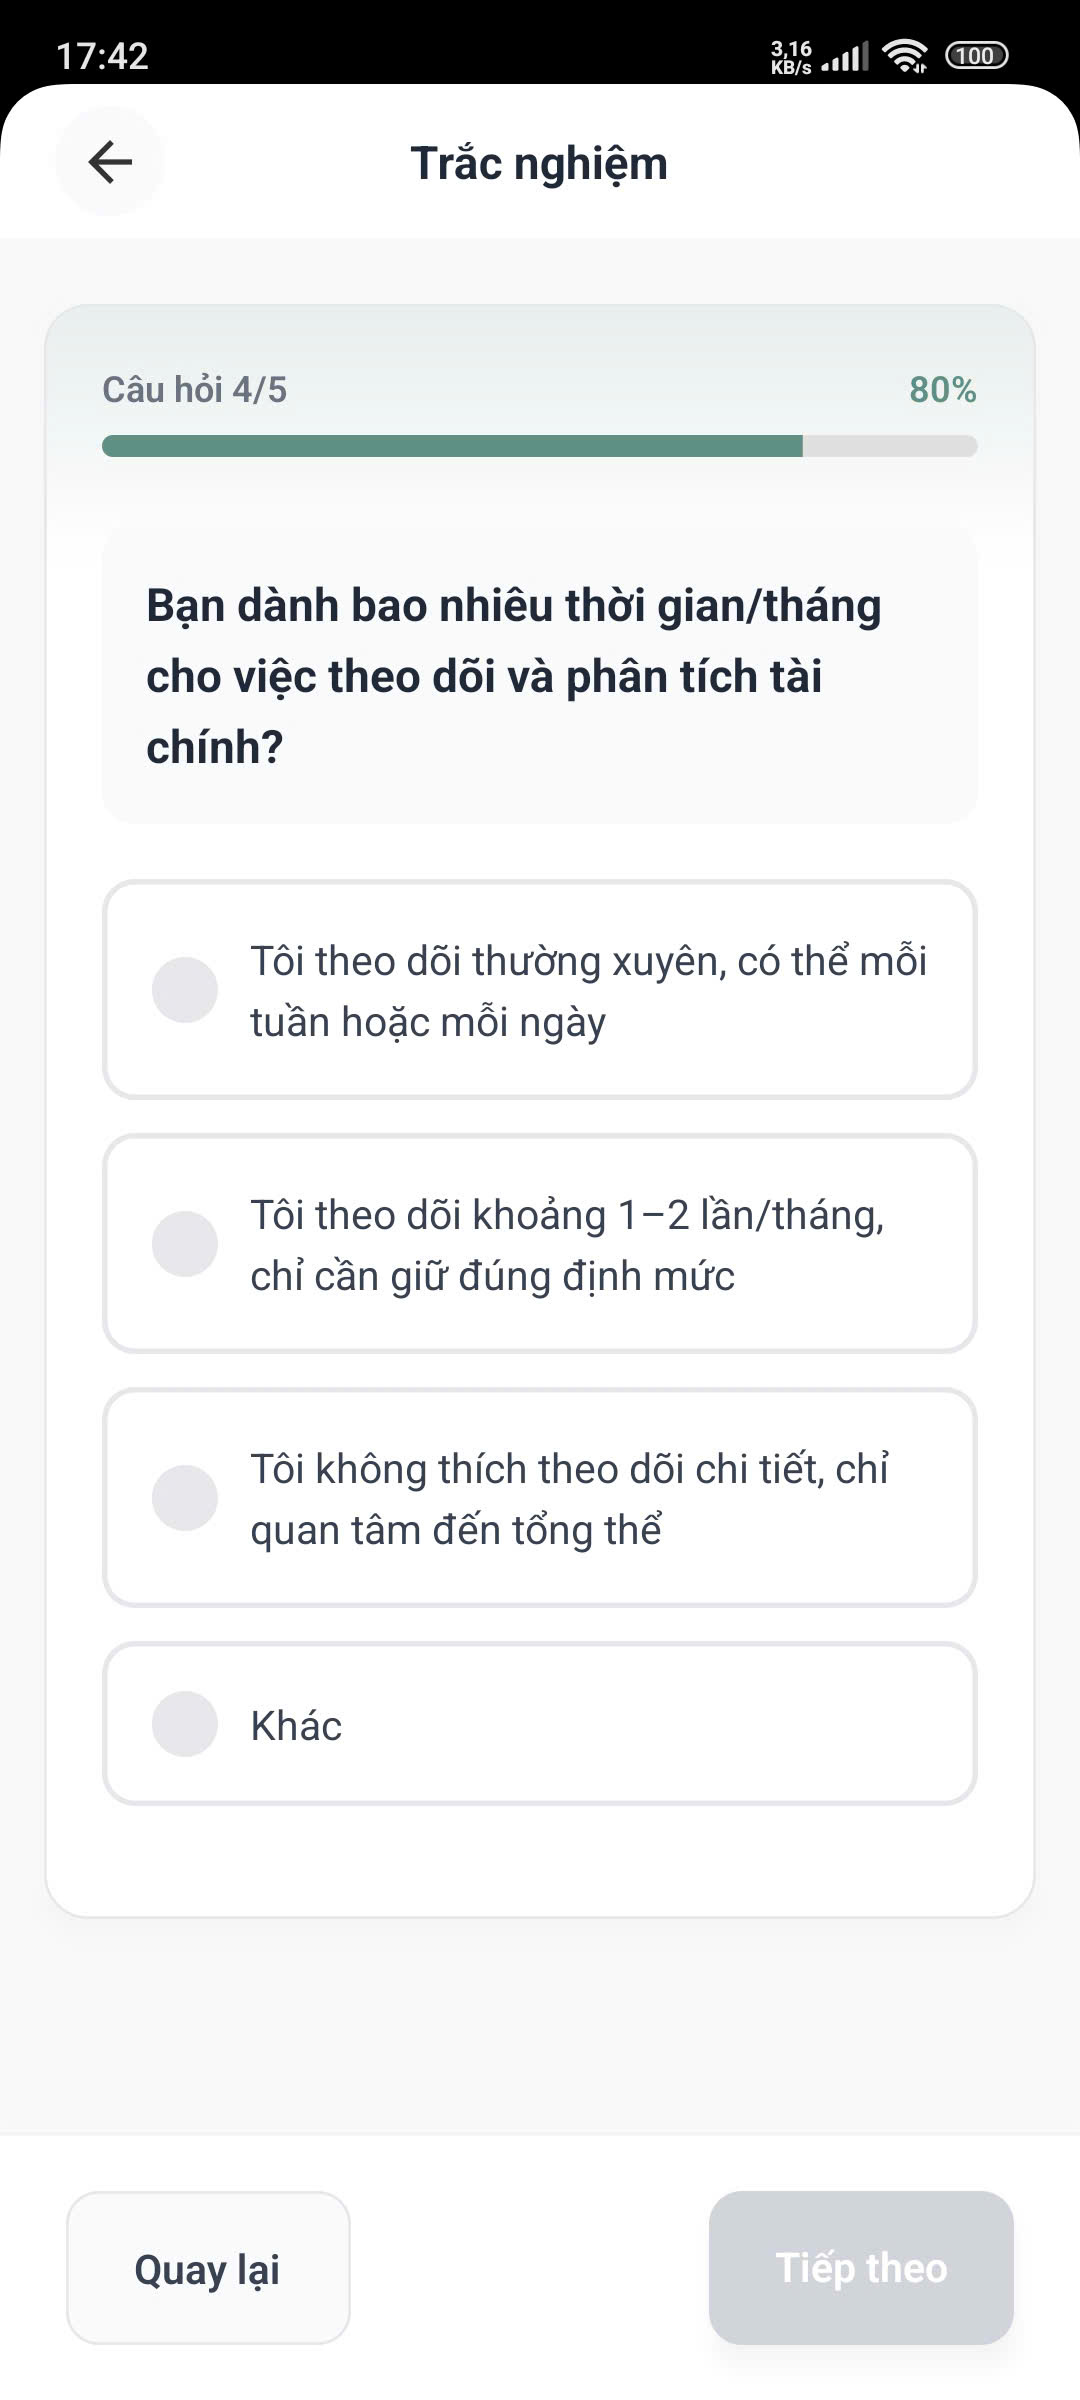 17:42
3,16
KB/s
100
Trắc nghiệm
Câu hỏi 4/5
80%
Bạn dành bao nhiêu thời gian/tháng
cho việc theo dõi và phân tích tài
chính?
Tôi theo dõi thường xuyên, có thể mỗi
tuần hoặc mỗi ngày
Tôi theo dõi khoảng 1–2 lần/tháng,
chỉ cần giữ đúng định mức
Tôi không thích theo dõi chi tiết, chỉ
quan tâm đến tổng thể
Khác
Quay lại
Tiếp theo